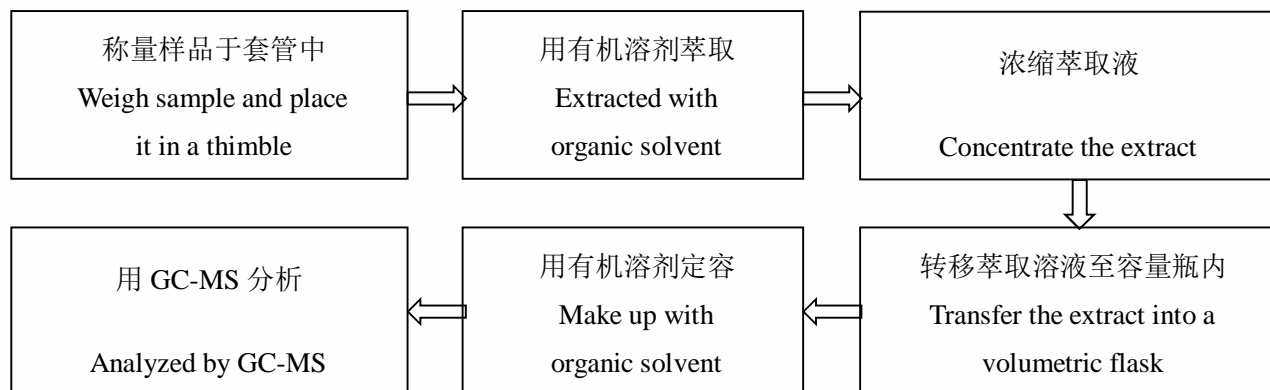 称量样品于套管中
Weigh sample and place
it in a thimble
用有机溶剂萃取
Extracted with
organic solvent
浓缩萃取液
Concentrate the extract
转移萃取溶液至容量瓶内
Transfer the extract into a
volumetric flask
用有机溶剂定容
Make up with
organic solvent
用 GC-MS 分析
Analyzed by GC-MS